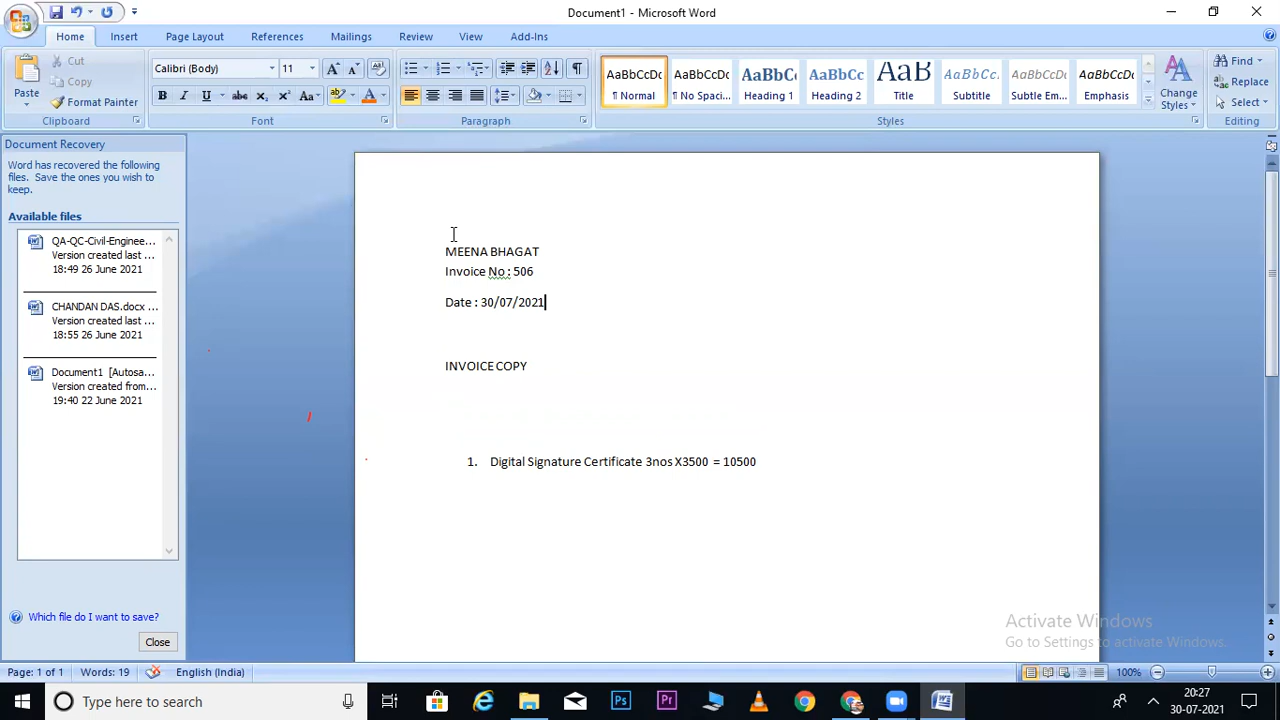 Document1 - Microsoft Word
Home Insert Page Layout References Mailings Review View Add-Ins
Paste
Cut
Copy
Format Painter
Clipboard
Calibri (Body) 11
B I U abc x₂ x² Aa A
Font
Paragraph
AaBbCcDc AaBbCcDc AaBbC AaBbCc AaB AaBbCc. AaBbCcDc AaBbCcDc
¶ Normal ¶ No Spaci... Heading 1 Heading 2 Title Subtitle Subtle Em... Emphasis
Styles
Change Styles
Find
Replace
Select
Editing
Document Recovery
Word has recovered the following
files. Save the ones you wish to
keep.
Available files
QA-QC-Civil-Enginee...
Version created last ...
18:49 26 June 2021
CHANDAN DAS.docx ...
Version created last ...
18:55 26 June 2021
Document1 [Autosa...
Version created from...
19:40 22 June 2021
Which file do I want to save?
Close
MEENA BHAGAT
Invoice No : 506
Date : 30/07/2021
INVOICE COPY
1. Digital Signature Certificate 3nos X3500 = 10500
Activate Windows
Go to Settings to activate Windows.
Page: 1 of 1 Words: 19 English (India) 100%
Type here to search
Ps Pr
20:27
30-07-2021